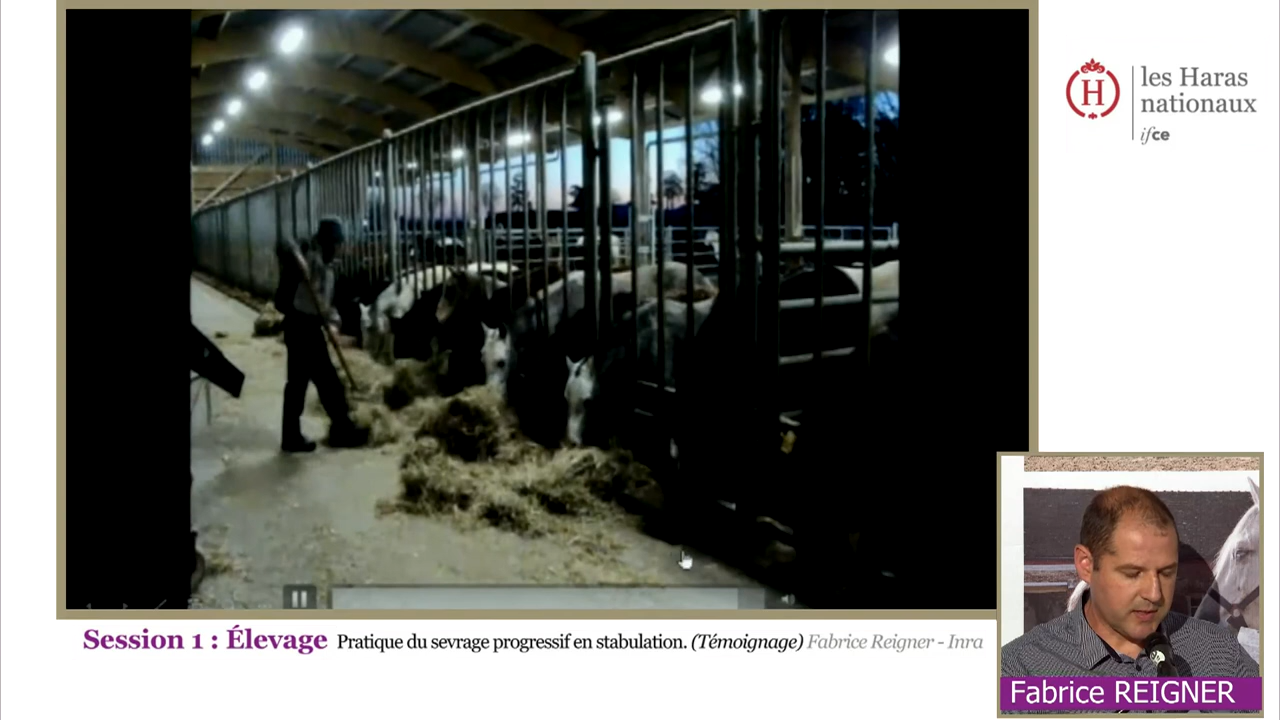 H
les Haras
nationaux
ifce
Session 1 : Élevage Pratique du sevrage progressif en stabulation. (Témoignage) Fabrice Reigner - Inra
Fabrice REIGNER